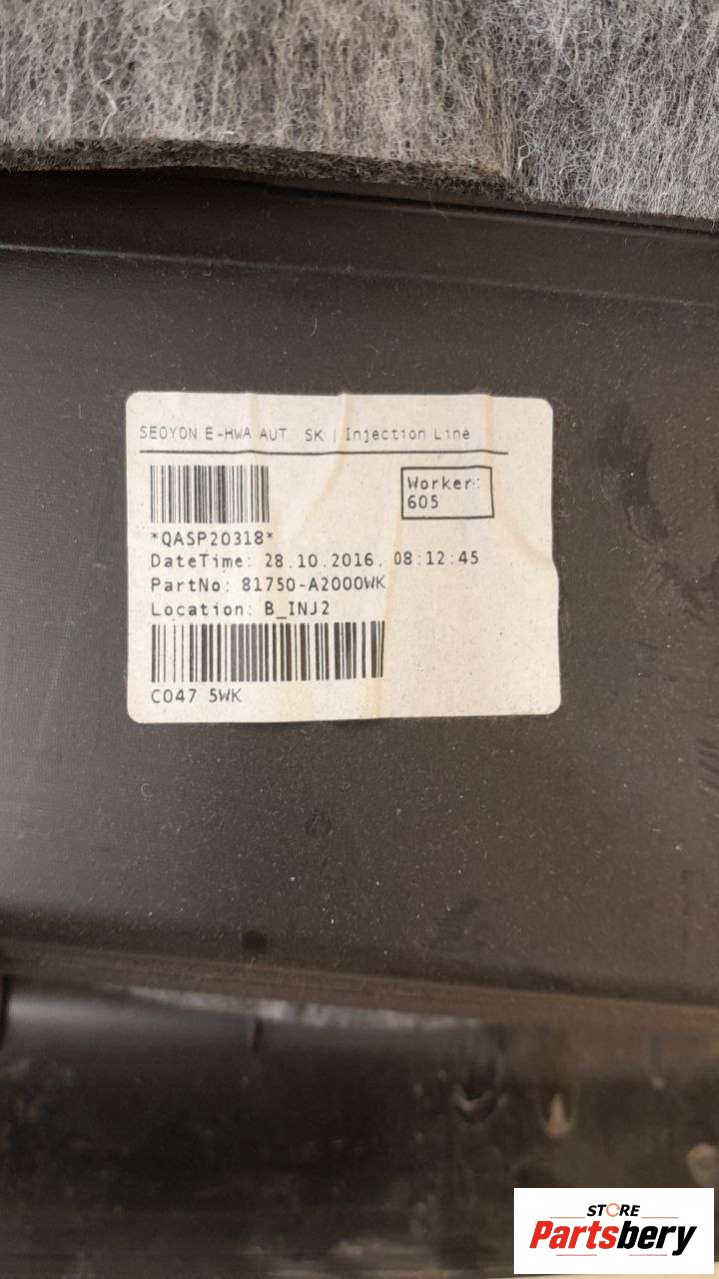 SEOYON E-HWA AUT SK | Injection Line
Worker:
605
*QASP20318*
DateTime: 28.10.2016, 08:12:45
PartNo: 81750-A2000WK
Location: B_INJ2
C047 5WK
STORE
Partsbery